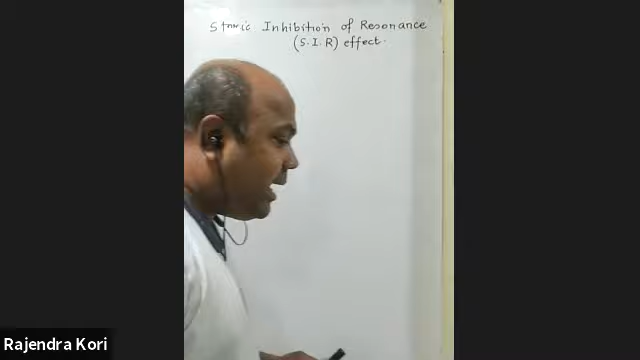 Steric Inhibition of Resonance
(S.I.R) effect.
Rajendra Kori